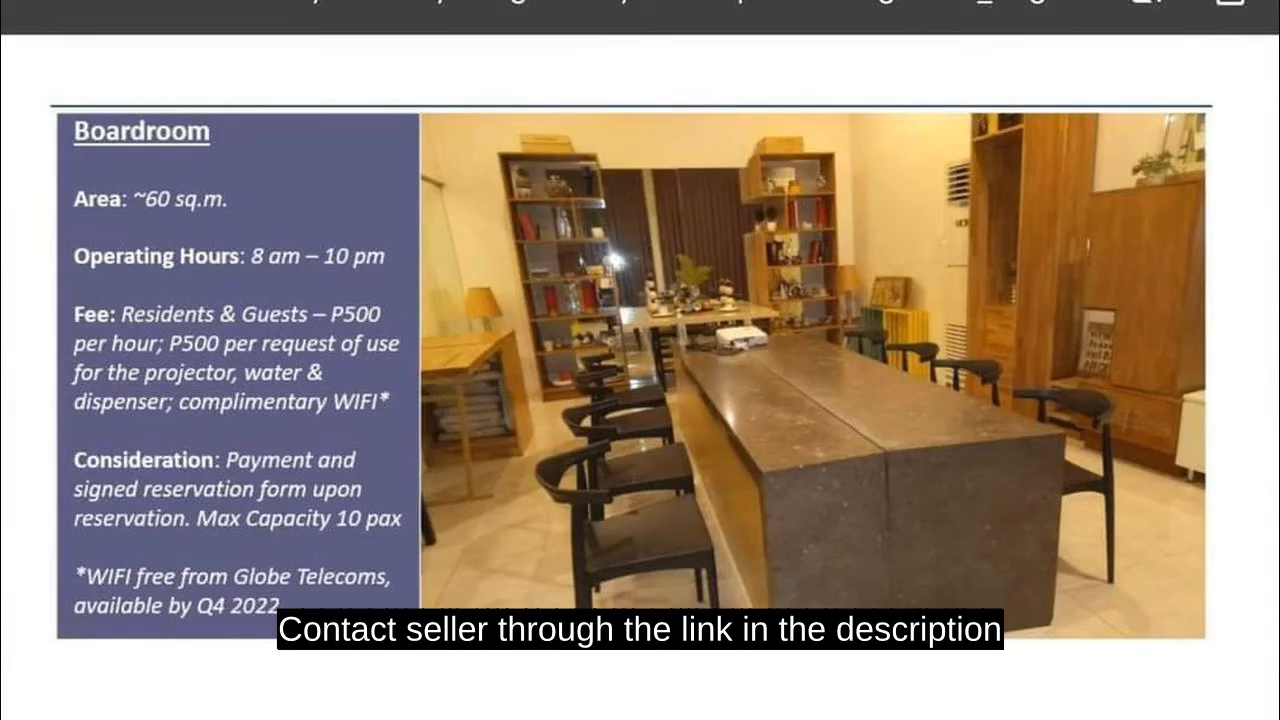 Boardroom
Area: ~60 sq.m.
Operating Hours: 8 am – 10 pm
Fee: Residents & Guests – P500
per hour; P500 per request of use
for the projector, water &
dispenser; complimentary WIFI*
Consideration: Payment and
signed reservation form upon
reservation. Max Capacity 10 pax
*WIFI free from Globe Telecoms,
available by Q4 2022
Contact seller through the link in the description